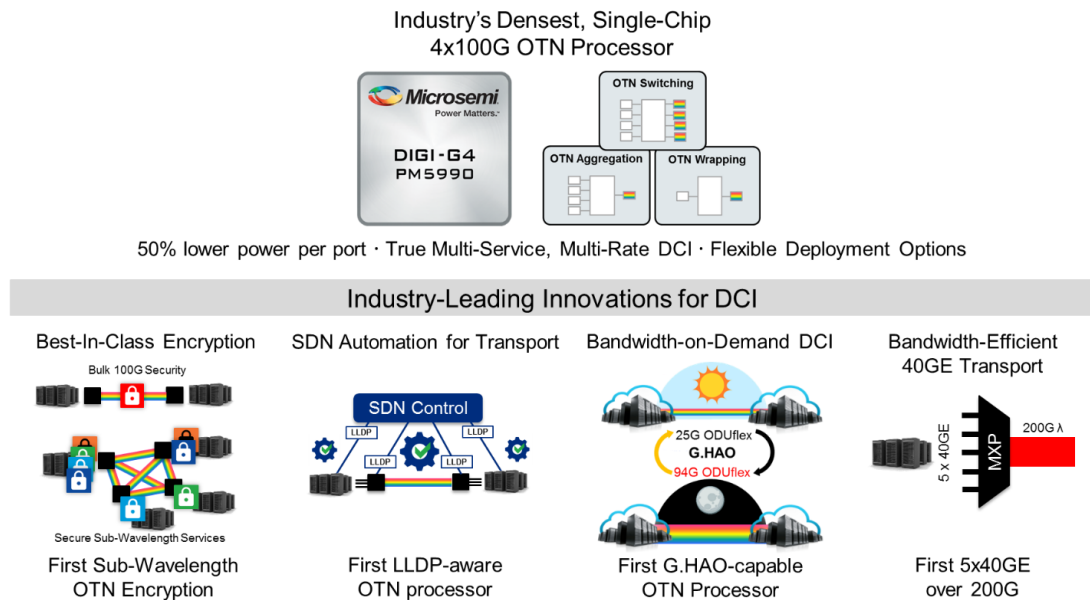 Industry's Densest, Single-Chip
4x100G OTN Processor
Microsemi
Power Matters.™
DIGI-G4
PM5990
OTN Switching
OTN Aggregation
OTN Wrapping
50% lower power per port · True Multi-Service, Multi-Rate DCI · Flexible Deployment Options
Industry-Leading Innovations for DCI
Best-In-Class Encryption
Bulk 100G Security
Secure Sub-Wavelength Services
First Sub-Wavelength
OTN Encryption
SDN Automation for Transport
SDN Control
LLDP
LLDP
LLDP
LLDP
First LLDP-aware
OTN processor
Bandwidth-on-Demand DCI
25G ODUflex
G.HAO
94G ODUflex
First G.HAO-capable
OTN Processor
Bandwidth-Efficient
40GE Transport
5 x 40GE
MXP
200G λ
First 5x40GE
over 200G